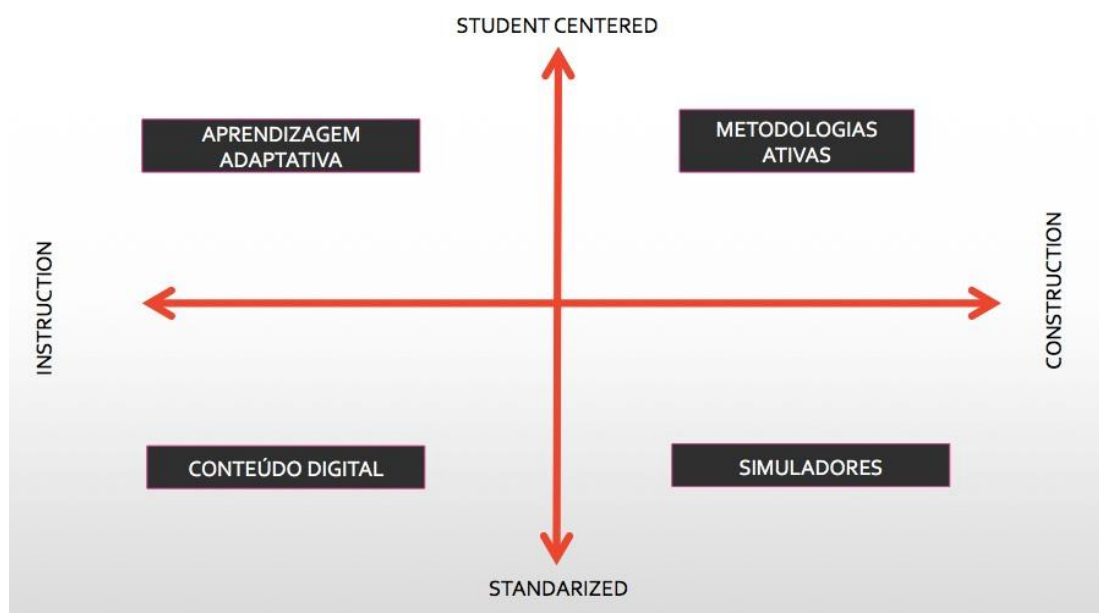 STUDENT CENTERED
APRENDIZAGEM
ADAPTATIVA
METODOLOGIAS
ATIVAS
INSTRUCTION
CONSTRUCTION
CONTEÚDO DIGITAL
SIMULADORES
STANDARIZED